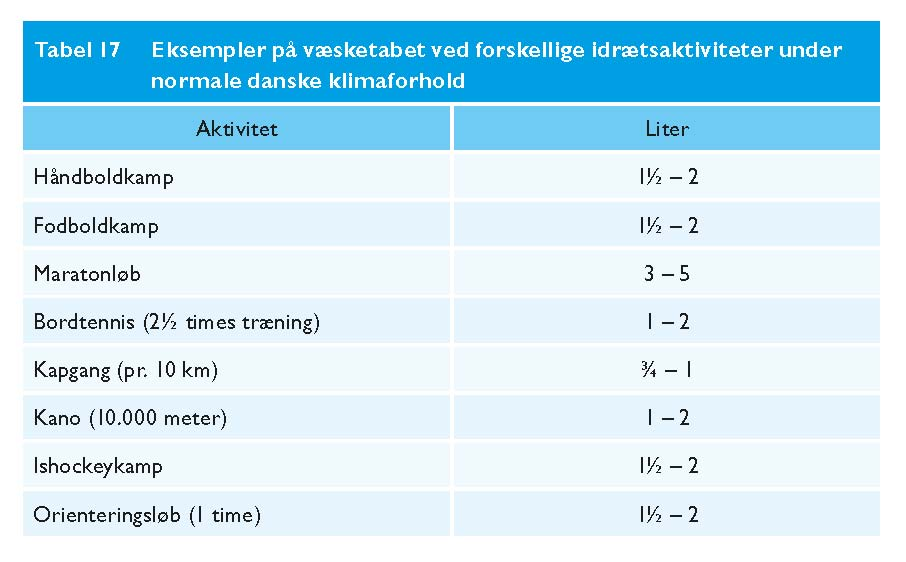 Tabel 17 Eksempler på væsketabet ved forskellige idrætsaktiviteter under
normale danske klimaforhold
Aktivitet Liter
Håndboldkamp 1½ – 2
Fodboldkamp 1½ – 2
Maratonløb 3 – 5
Bordtennis (2½ times træning) 1 – 2
Kapgang (pr. 10 km) ¾ – 1
Kano (10.000 meter) 1 – 2
Ishockeykamp 1½ – 2
Orienteringsløb (1 time) 1½ – 2